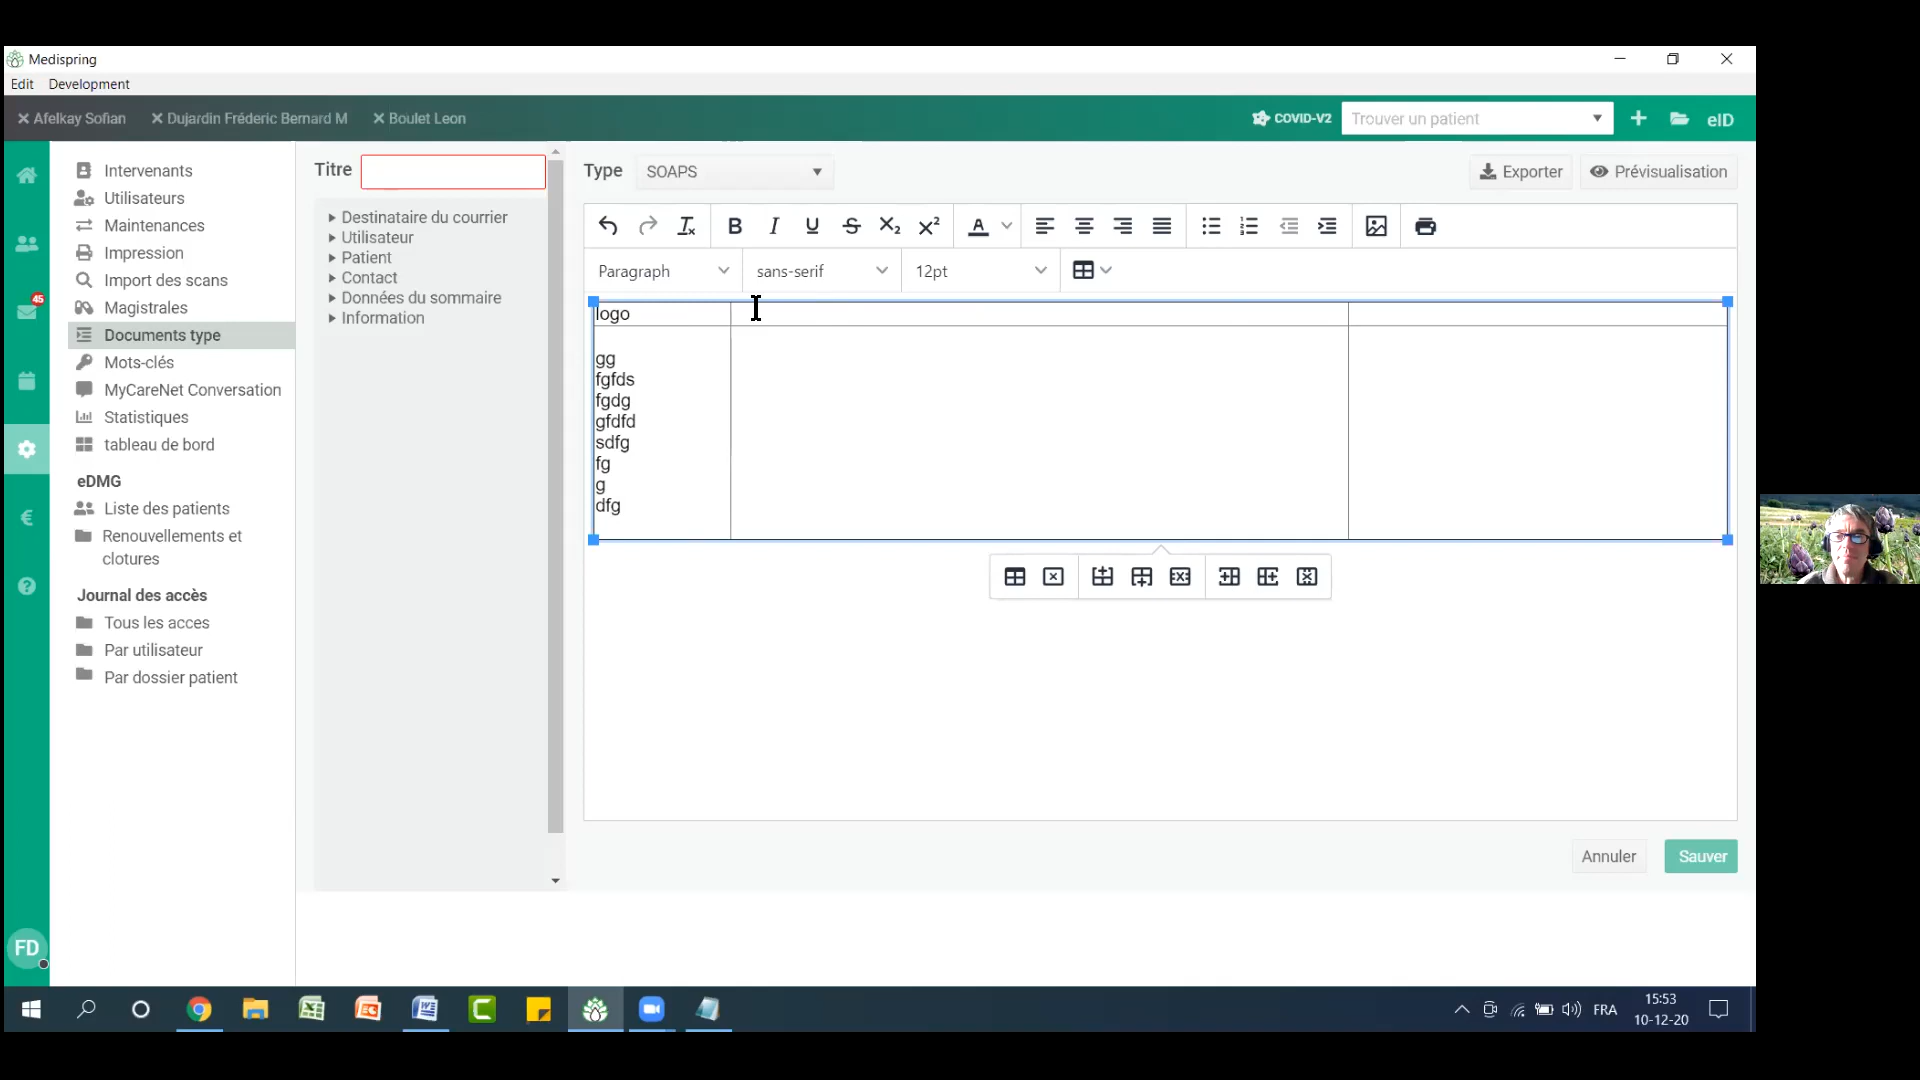 Medispring
Edit Development
Afelkay Sofian Dujardin Fréderic Bernard M Boulet Leon COVID-V2 Trouver un patient eID
Intervenants
Utilisateurs
Maintenances
Impression
Import des scans
45
Magistrales
Documents type
Mots-clés
MyCareNet Conversation
Statistiques
tableau de bord
eDMG
Liste des patients
Renouvellements et
clotures
Journal des accès
Tous les acces
Par utilisateur
Par dossier patient
FD
Titre
Destinataire du courrier
Utilisateur
Patient
Contact
Données du sommaire
Information
Type SOAPS Exporter Prévisualisation
Paragraph sans-serif 12pt
logo
gg
fgfds
fgdg
gfdfd
sdfg
fg
g
dfg
Annuler Sauver
FRA
15:53
10-12-20